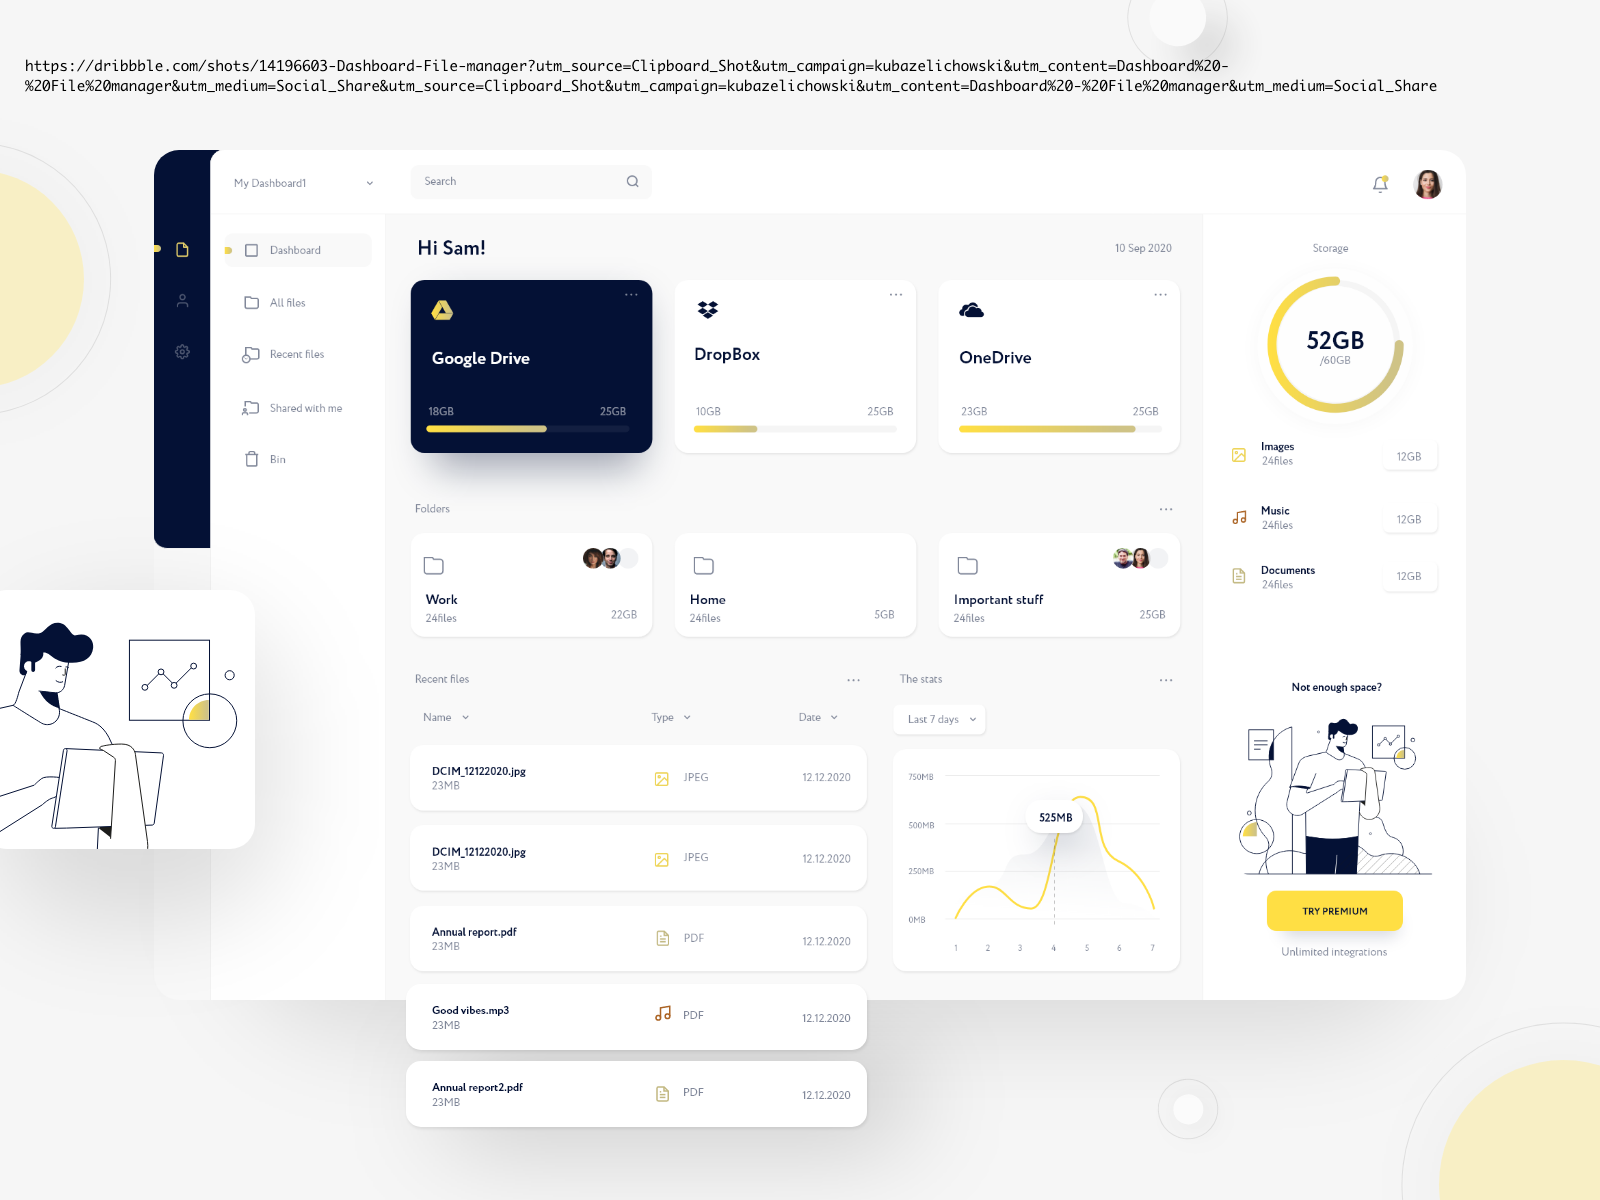 https://dribbble.com/shots/14196603-Dashboard-File-manager?utm_source=Clipboard_Shot&utm_campaign=kubazelichowski&utm_content=Dashboard%20-
%20File%20manager&utm_medium=Social_Share&utm_source=Clipboard_Shot&utm_campaign=kubazelichowski&utm_content=Dashboard%20-%20File%20manager&utm_medium=Social_Share
My Dashboard1
Search
Dashboard
All files
Recent files
Shared with me
Bin
Hi Sam!
10 Sep 2020
Google Drive
18GB
25GB
DropBox
10GB
25GB
OneDrive
23GB
25GB
Folders
Work
24files
22GB
Home
24files
5GB
Important stuff
24files
25GB
Recent files
Name
Type
Date
DCIM_12122020.jpg
23MB
JPEG
12.12.2020
DCIM_12122020.jpg
23MB
JPEG
12.12.2020
Annual report.pdf
23MB
PDF
12.12.2020
Good vibes.mp3
23MB
PDF
12.12.2020
Annual report2.pdf
23MB
PDF
12.12.2020
The stats
Last 7 days
750MB
500MB
250MB
0MB
525MB
1 2 3 4 5 6 7
Storage
52GB
/60GB
Images
24files
12GB
Music
24files
12GB
Documents
24files
12GB
Not enough space?
TRY PREMIUM
Unlimited integrations